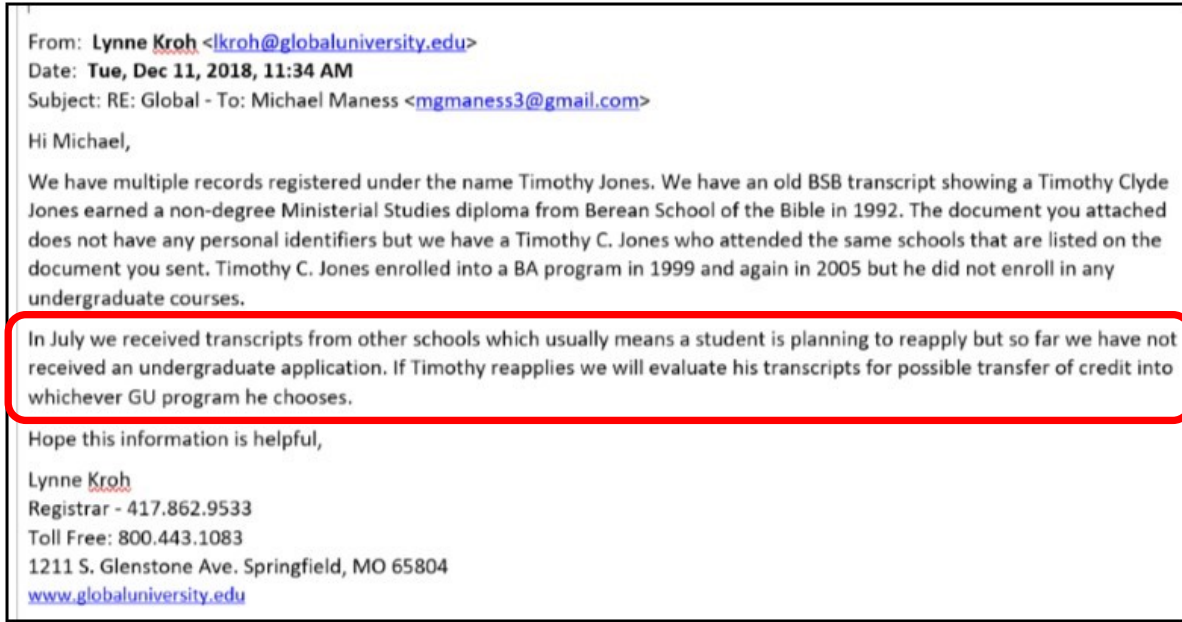 From: Lynne Kroh <lkroh@globaluniversity.edu>
Date: Tue, Dec 11, 2018, 11:34 AM
Subject: RE: Global - To: Michael Maness <mgmaness3@gmail.com>
Hi Michael,
We have multiple records registered under the name Timothy Jones. We have an old BSB transcript showing a Timothy Clyde
Jones earned a non-degree Ministerial Studies diploma from Berean School of the Bible in 1992. The document you attached
does not have any personal identifiers but we have a Timothy C. Jones who attended the same schools that are listed on the
document you sent. Timothy C. Jones enrolled into a BA program in 1999 and again in 2005 but he did not enroll in any
undergraduate courses.
In July we received transcripts from other schools which usually means a student is planning to reapply but so far we have not
received an undergraduate application. If Timothy reapplies we will evaluate his transcripts for possible transfer of credit into
whichever GU program he chooses.
Hope this information is helpful,
Lynne Kroh
Registrar - 417.862.9533
Toll Free: 800.443.1083
1211 S. Glenstone Ave. Springfield, MO 65804
www.globaluniversity.edu